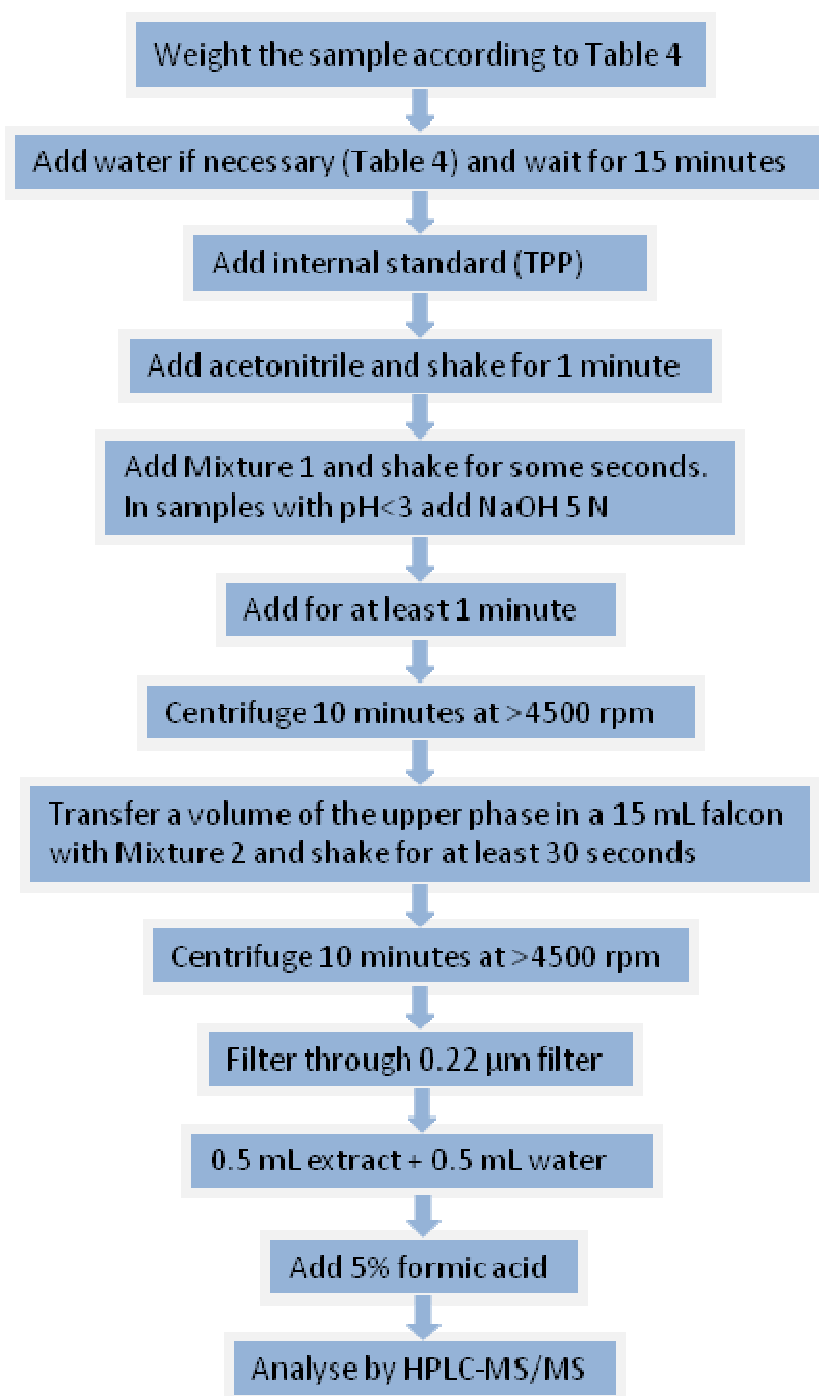 Weight the sample according to Table 4
Add water if necessary (Table 4) and wait for 15 minutes
Add internal standard (TPP)
Add acetonitrile and shake for 1 minute
Add Mixture 1 and shake for some seconds.
In samples with pH<3 add NaOH 5 N
Add for at least 1 minute
Centrifuge 10 minutes at >4500 rpm
Transfer a volume of the upper phase in a 15 mL falcon
with Mixture 2 and shake for at least 30 seconds
Centrifuge 10 minutes at >4500 rpm
Filter through 0.22 µm filter
0.5 mL extract + 0.5 mL water
Add 5% formic acid
Analyse by HPLC-MS/MS